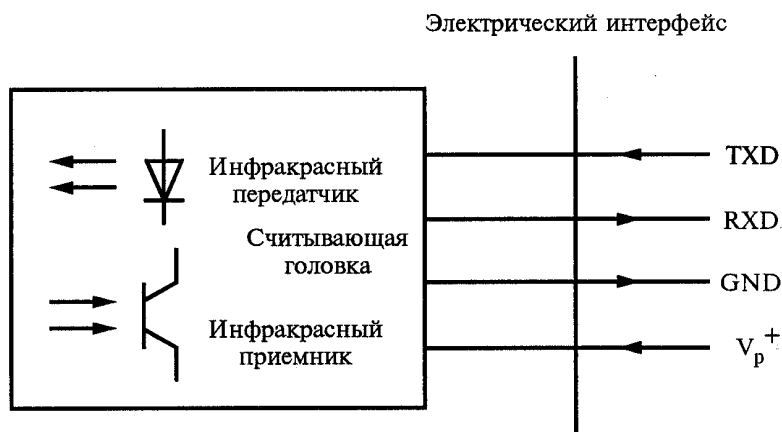 Электрический интерфейс
Инфракрасный
передатчик
Считывающая
головка
Инфракрасный
приемник
TXD
RXD
GND
Vp+